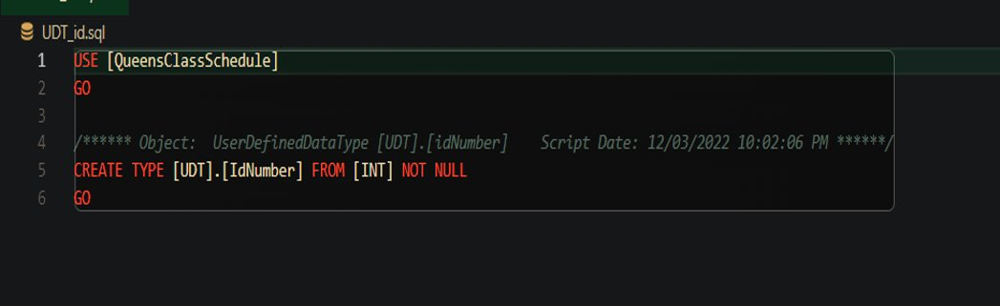 UDT_id.sql
1 USE [QueensClassSchedule]
2 GO
3
4 /****** Object:  UserDefinedDataType [UDT].[idNumber]    Script Date: 12/03/2022 10:02:06 PM ******/
5 CREATE TYPE [UDT].[IdNumber] FROM [INT] NOT NULL
6 GO